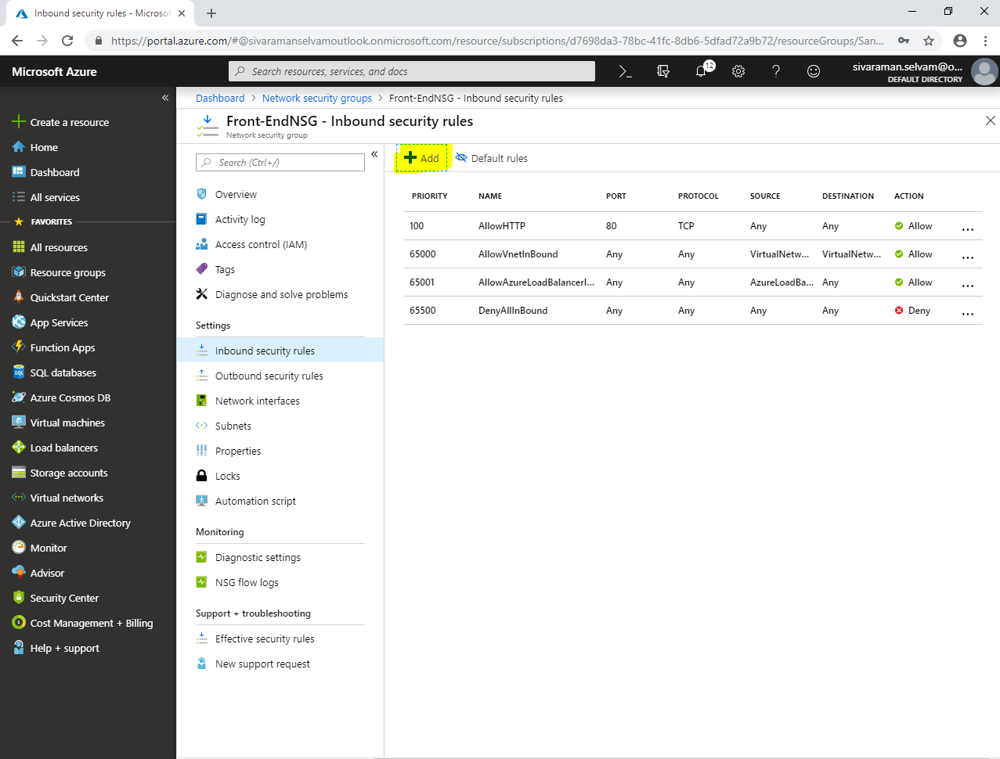 Inbound security rules - Microsof
https://portal.azure.com/#@sivaramanselvamoutlook.onmicrosoft.com/resource/subscriptions/d7698da3-78bc-41fc-8db6-5dfad72a9b72/resourceGroups/San...
Microsoft Azure
Search resources, services, and docs
12
sivaraman.selvam@o...
DEFAULT DIRECTORY
Create a resource
Home
Dashboard
All services
FAVORITES
All resources
Resource groups
Quickstart Center
App Services
Function Apps
SQL databases
Azure Cosmos DB
Virtual machines
Load balancers
Storage accounts
Virtual networks
Azure Active Directory
Monitor
Advisor
Security Center
Cost Management + Billing
Help + support
Dashboard > Network security groups > Front-EndNSG - Inbound security rules
Front-EndNSG - Inbound security rules
Network security group
Search (Ctrl+/)
Overview
Activity log
Access control (IAM)
Tags
Diagnose and solve problems
Settings
Inbound security rules
Outbound security rules
Network interfaces
Subnets
Properties
Locks
Automation script
Monitoring
Diagnostic settings
NSG flow logs
Support + troubleshooting
Effective security rules
New support request
Add Default rules
PRIORITY NAME PORT PROTOCOL SOURCE DESTINATION ACTION
100 AllowHTTP 80 TCP Any Any Allow ...
65000 AllowVnetInBound Any Any VirtualNetw... VirtualNetw... Allow ...
65001 AllowAzureLoadBalancerI... Any Any AzureLoadBa... Any Allow ...
65500 DenyAllInBound Any Any Any Any Deny ...